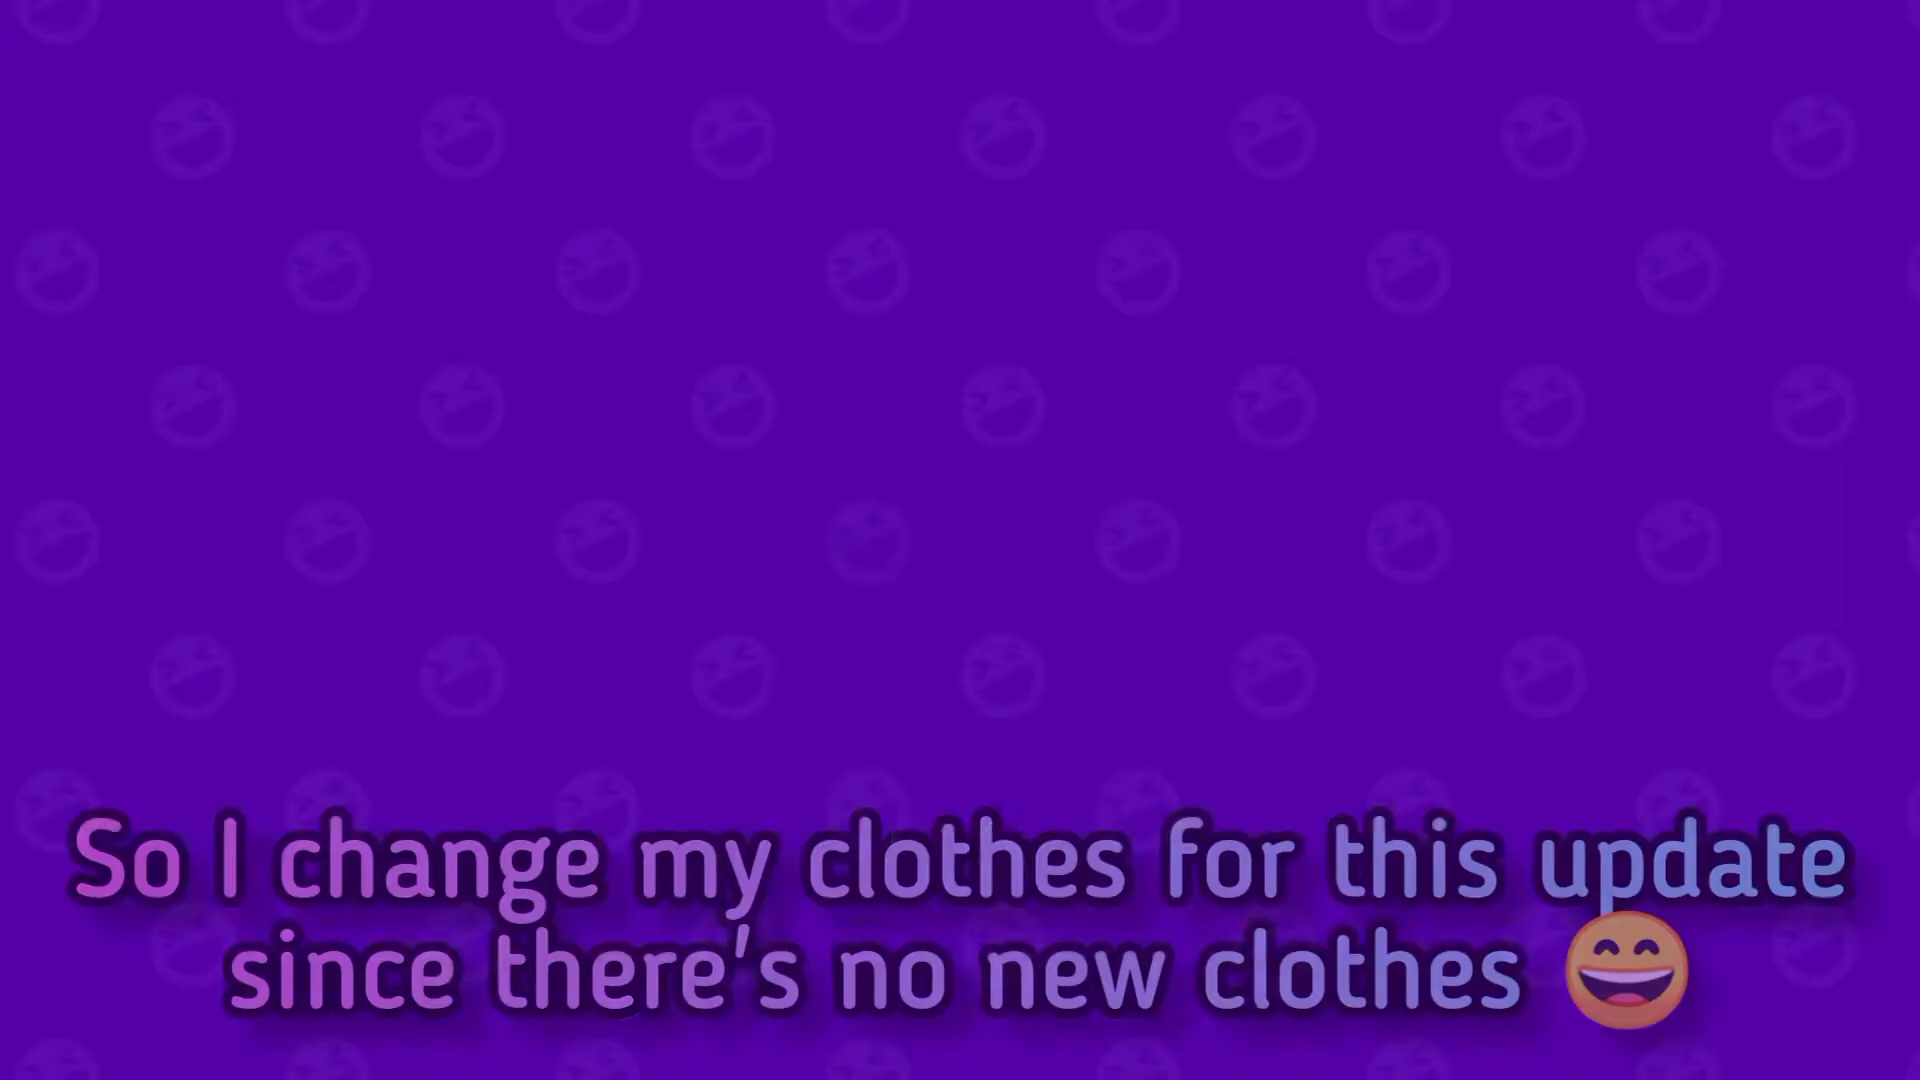 So I change my clothes for this update
since there's no new clothes 😄